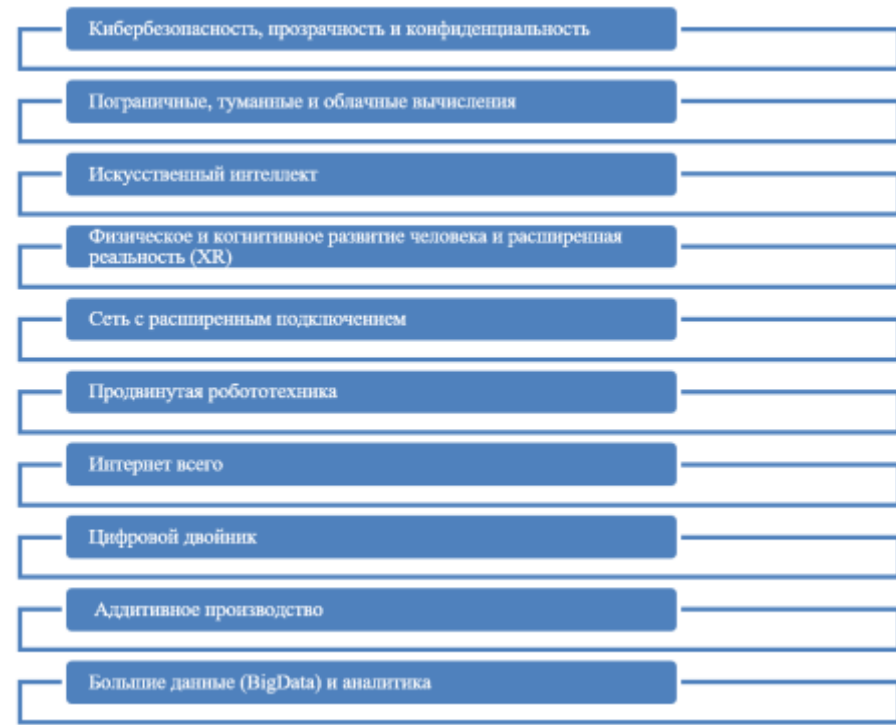 Кибербезопасность, прозрачность и конфиденциальность
Пограничные, туманные и облачные вычисления
Искусственный интеллект
Физическое и когнитивное развитие человека и расширенная
реальность (XR)
Сеть с расширенным подключением
Продвинутая робототехника
Интернет всего
Цифровой двойник
Аддитивное производство
Большие данные (BigData) и аналитика